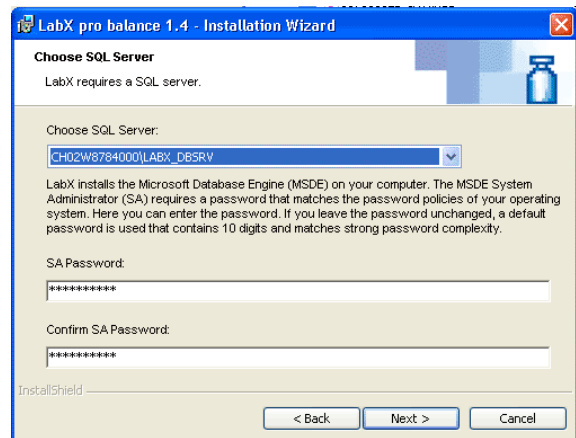 LabX pro balance 1.4 - Installation Wizard
Choose SQL Server
LabX requires a SQL server.
Choose SQL Server:
CH02W8784000\LABX_DBSRV
LabX installs the Microsoft Database Engine (MSDE) on your computer. The MSDE System
Administrator (SA) requires a password that matches the password policies of your operating
system. Here you can enter the password. If you leave the password unchanged, a default
password is used that contains 10 digits and matches strong password complexity.
SA Password:
**********
Confirm SA Password:
**********
InstallShield
< Back Next > Cancel